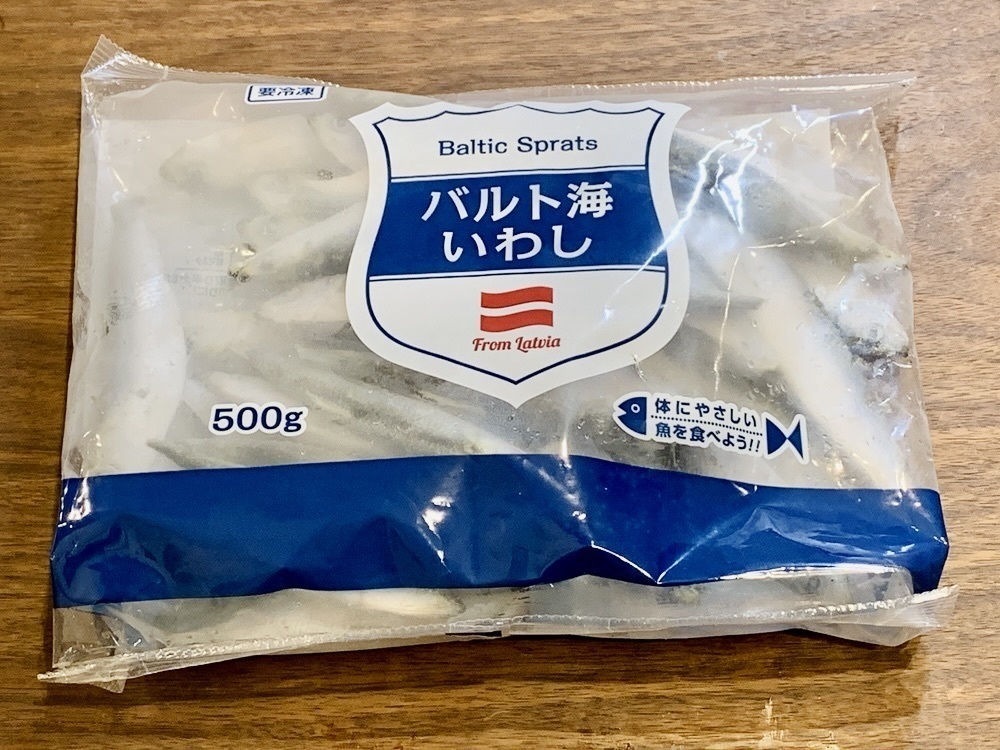 要冷凍
Baltic Sprats
バルト海
いわし
From Latvia
500g
体にやさしい
魚を食べよう!!